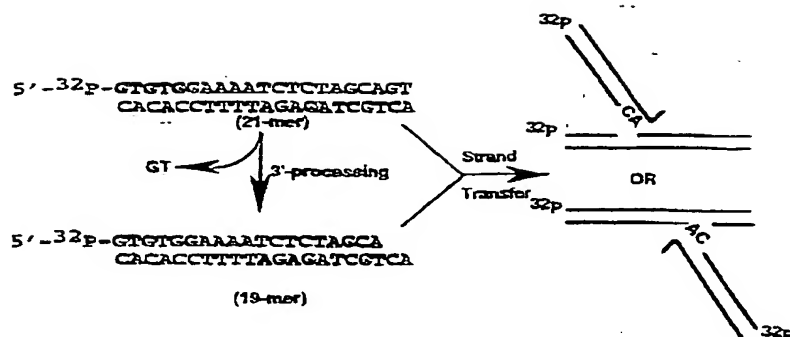 ³²P
5'-³²P-GTGTGGAAAATCTCTAGCAGT
CACACCTTTTAGAGATCGTCA
(21-mer)
CA
³²P
GT
3'-processing
Strand
Transfer
OR
³²P
5'-³²P-GTGTGGAAAATCTCTAGCA
CACACCTTTTAGAGATCGTCA
(19-mer)
AC
³²P